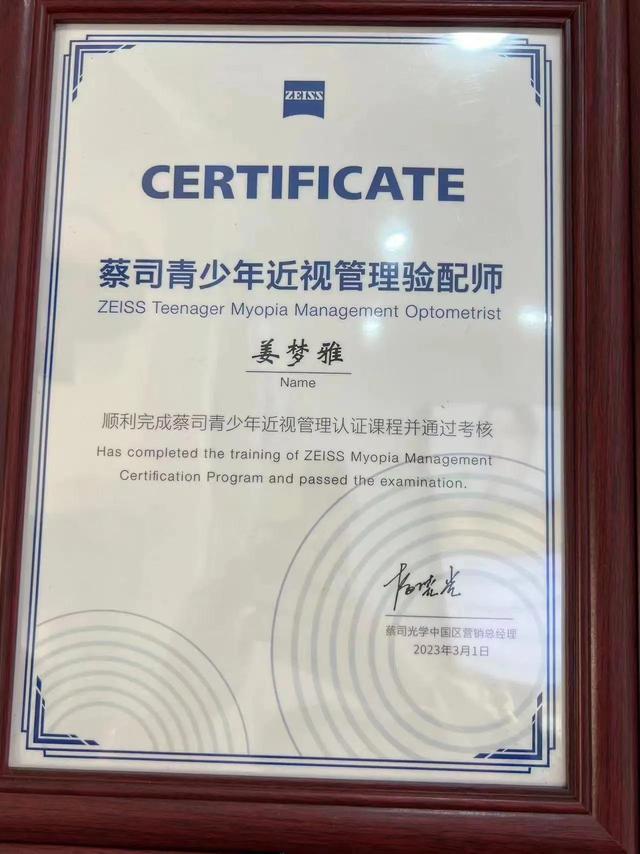 ZEISS
CERTIFICATE
蔡司青少年近视管理验配师
ZEISS Teenager Myopia Management Optometrist
姜梦雅
Name
顺利完成蔡司青少年近视管理认证课程并通过考核
Has completed the training of ZEISS Myopia Management
Certification Program and passed the examination.
蔡司光学中国区营销总经理
2023年3月1日